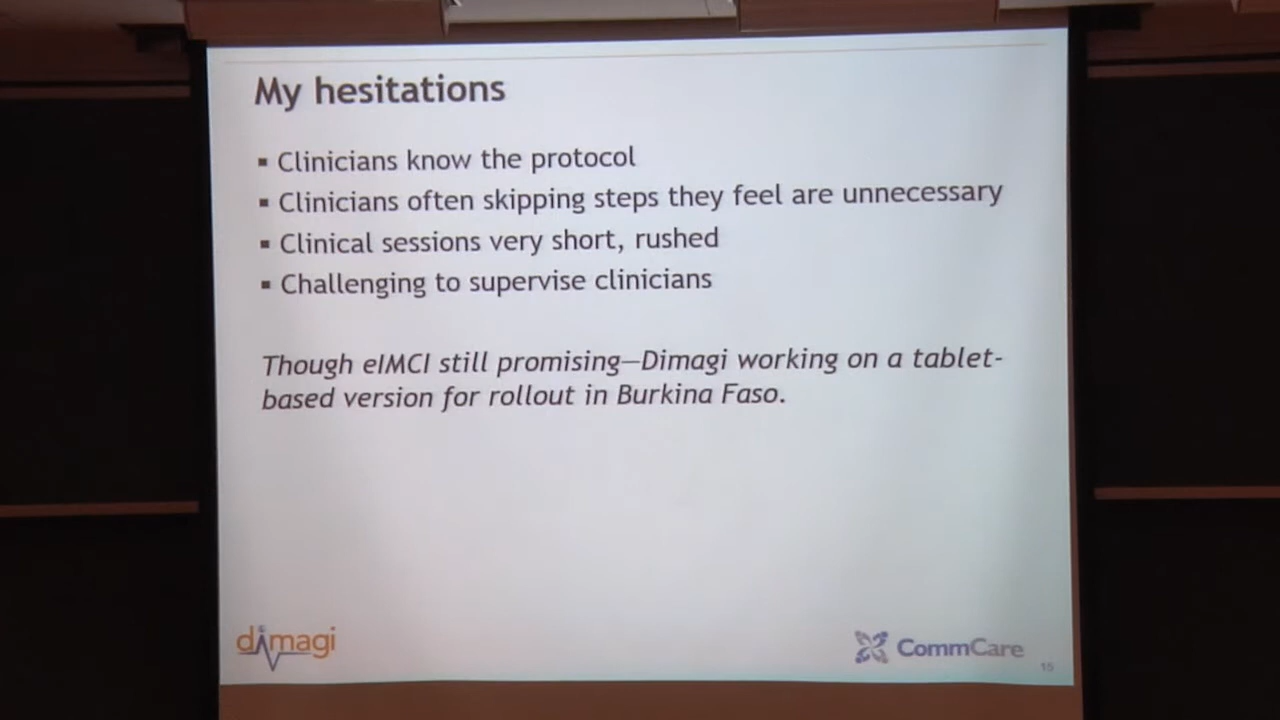 My hesitations
▪ Clinicians know the protocol
▪ Clinicians often skipping steps they feel are unnecessary
▪ Clinical sessions very short, rushed
▪ Challenging to supervise clinicians
Though eIMCI still promising—Dimagi working on a tablet-
based version for rollout in Burkina Faso.
dimagi
CommCare
15